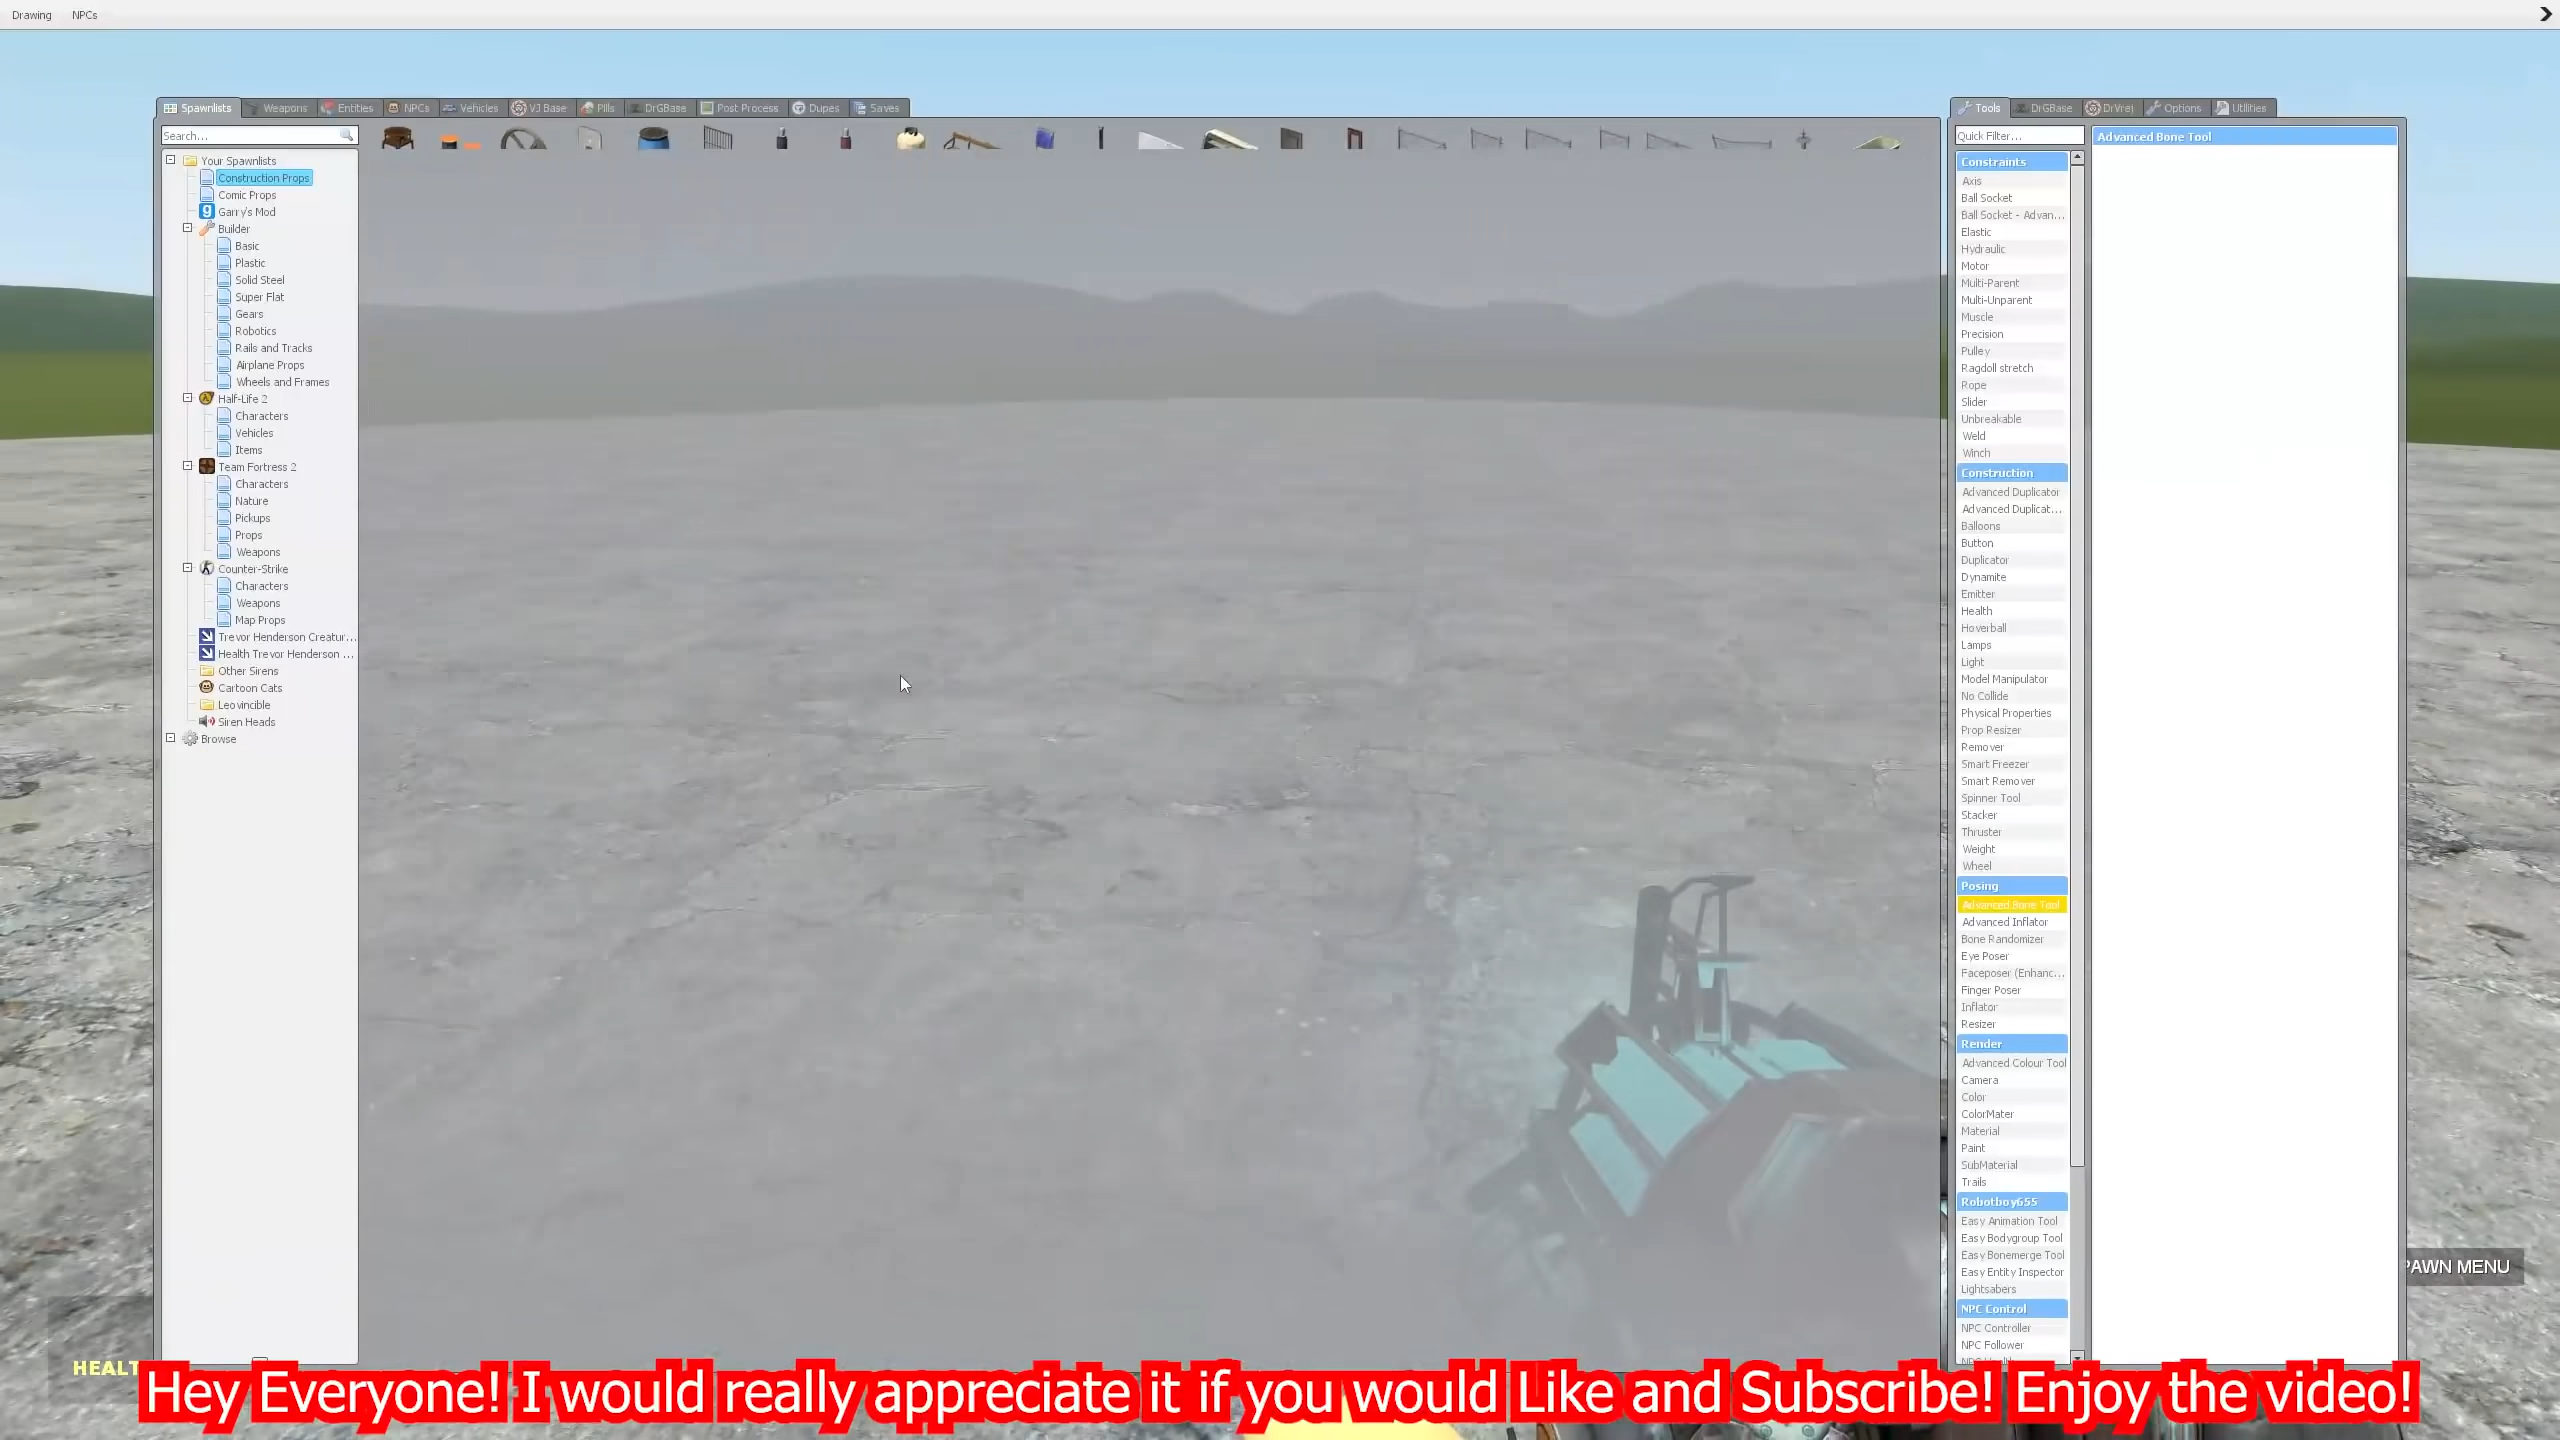 Drawing NPCs
Spawnlists Weapons Entities NPCs Vehicles VJ Base Pills DrGBase Post Process Dupes Saves
Search...
Your Spawnlists
Construction Props
Comic Props
Garry's Mod
Builder
Basic
Plastic
Solid Steel
Super Flat
Gears
Robotics
Rails and Tracks
Airplane Props
Wheels and Frames
Half-Life 2
Characters
Vehicles
Items
Team Fortress 2
Characters
Nature
Pickups
Props
Weapons
Counter-Strike
Characters
Weapons
Map Props
Trevor Henderson Creatur...
Health Trevor Henderson ...
Other Sirens
Cartoon Cats
Leovincible
Siren Heads
Browse
Tools DrGBase DrVrej Options Utilities
Quick Filter...
Constraints
Axis
Ball Socket
Ball Socket - Advan...
Elastic
Hydraulic
Motor
Multi-Parent
Multi-Unparent
Muscle
Precision
Pulley
Ragdoll stretch
Rope
Slider
Unbreakable
Weld
Winch
Construction
Advanced Duplicator
Advanced Duplicat...
Balloons
Button
Duplicator
Dynamite
Emitter
Health
Hoverball
Lamps
Light
Model Manipulator
No Collide
Physical Properties
Prop Resizer
Remover
Smart Freezer
Smart Remover
Spinner Tool
Stacker
Thruster
Weight
Wheel
Posing
Advanced Bone Tool
Advanced Inflator
Bone Randomizer
Eye Poser
Faceposer (Enhanc...
Finger Poser
Inflator
Resizer
Render
Advanced Colour Tool
Camera
Color
ColorMater
Material
Paint
SubMaterial
Trails
Robotboy655
Easy Animation Tool
Easy Bodygroup Tool
Easy Bonemerge Tool
Easy Entity Inspector
Lightsabers
NPC Control
NPC Controller
NPC Follower
Advanced Bone Tool
PAWN MENU
HEALT
Hey Everyone! I would really appreciate it if you would Like and Subscribe! Enjoy the video!